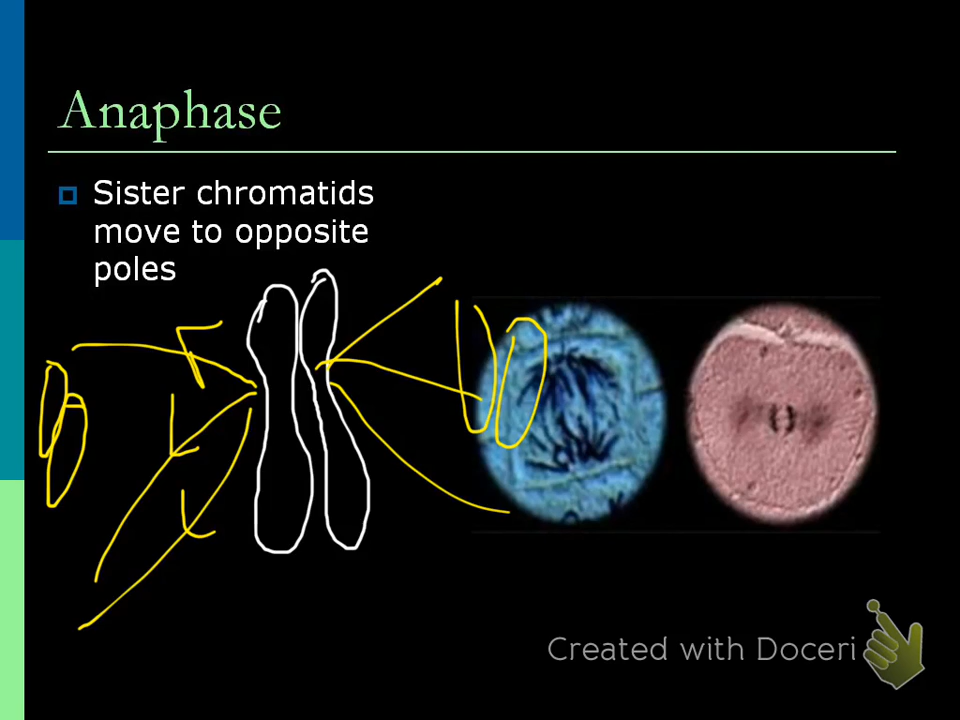 Anaphase
Sister chromatids
move to opposite
poles
Created with Doceri